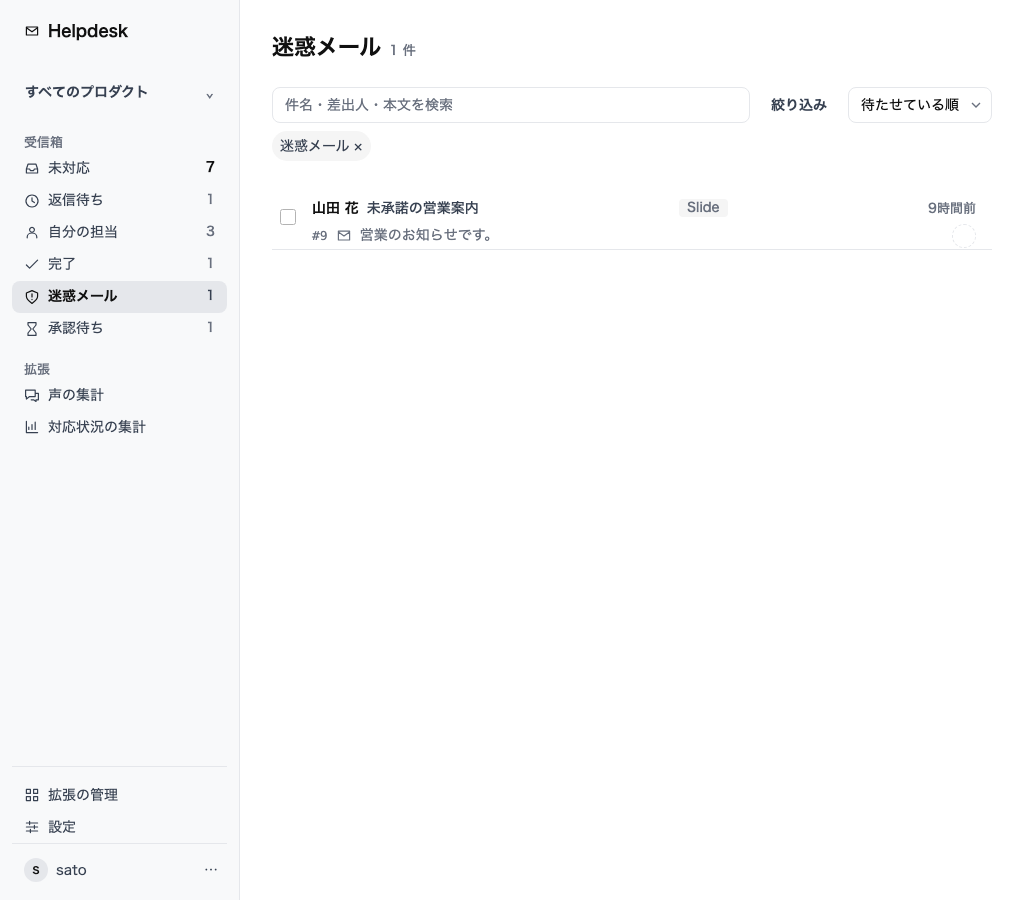 Helpdesk
すべてのプロダクト
受信箱
未対応 7
返信待ち 1
自分の担当 3
完了 1
迷惑メール 1
承認待ち 1
拡張
声の集計
対応状況の集計
拡張の管理
設定
S sato ···
迷惑メール 1 件
件名・差出人・本文を検索 絞り込み 待たせている順
迷惑メール ×
山田 花 未承諾の営業案内 Slide 9時間前
#9 営業のお知らせです。